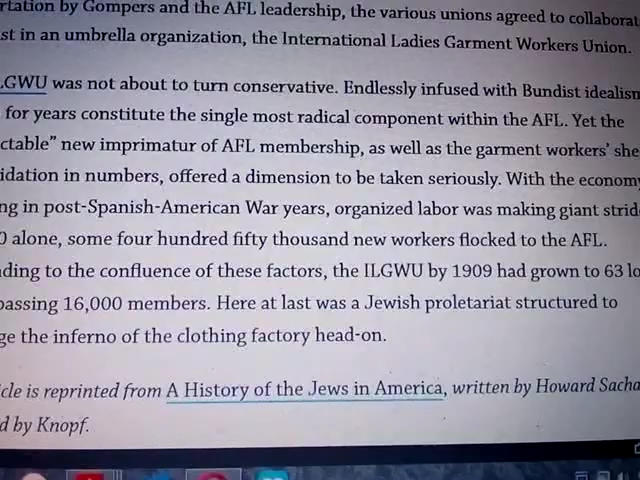 rtation by Gompers and the AFL leadership, the various unions agreed to collaborat
st in an umbrella organization, the International Ladies Garment Workers Union.
LGWU was not about to turn conservative. Endlessly infused with Bundist idealism
for years constitute the single most radical component within the AFL. Yet the
ctable” new imprimatur of AFL membership, as well as the garment workers’ she
idation in numbers, offered a dimension to be taken seriously. With the economy
ng in post-Spanish-American War years, organized labor was making giant stride
0 alone, some four hundred fifty thousand new workers flocked to the AFL.
ding to the confluence of these factors, the ILGWU by 1909 had grown to 63 lo
passing 16,000 members. Here at last was a Jewish proletariat structured to
ge the inferno of the clothing factory head-on.
icle is reprinted from A History of the Jews in America, written by Howard Sacha
d by Knopf.